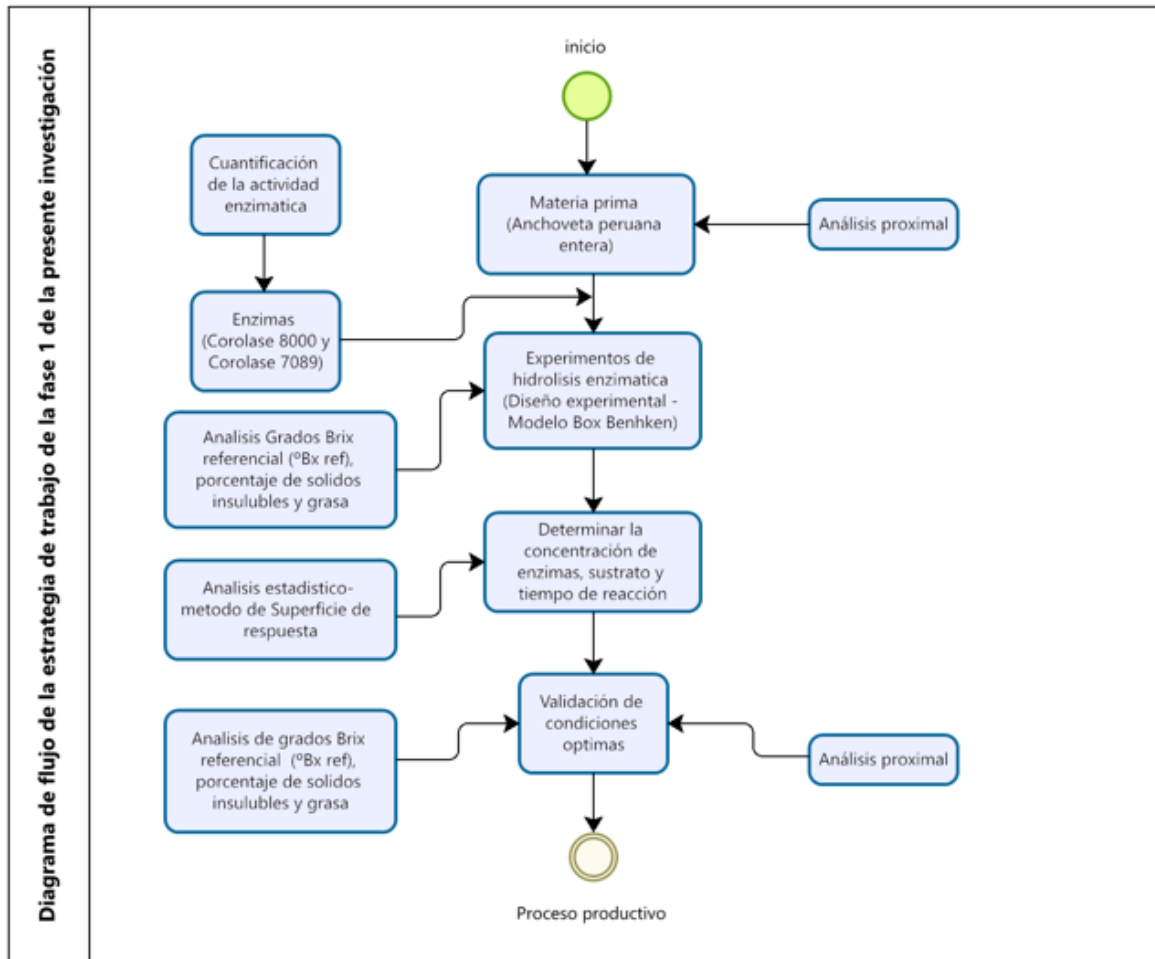 Diagrama de flujo de la estrategia de trabajo de la fase 1 de la presente investigación
inicio
Cuantificación
de la actividad
enzimatica
Materia prima
(Anchoveta peruana
entera)
Análisis proximal
Enzimas
(Corolase 8000 y
Corolase 7089)
Experimentos de
hidrolisis enzimatica
(Diseño experimental -
Modelo Box Benhken)
Analisis Grados Brix
referencial (ºBx ref),
porcentaje de solidos
insulubles y grasa
Determinar la
concentración de
enzimas, sustrato y
tiempo de reacción
Analisis estadistico-
metodo de Superficie de
respuesta
Validación de
condiciones
optimas
Analisis de grados Brix
referencial (ºBx ref),
porcentaje de solidos
insulubles y grasa
Análisis proximal
Proceso productivo